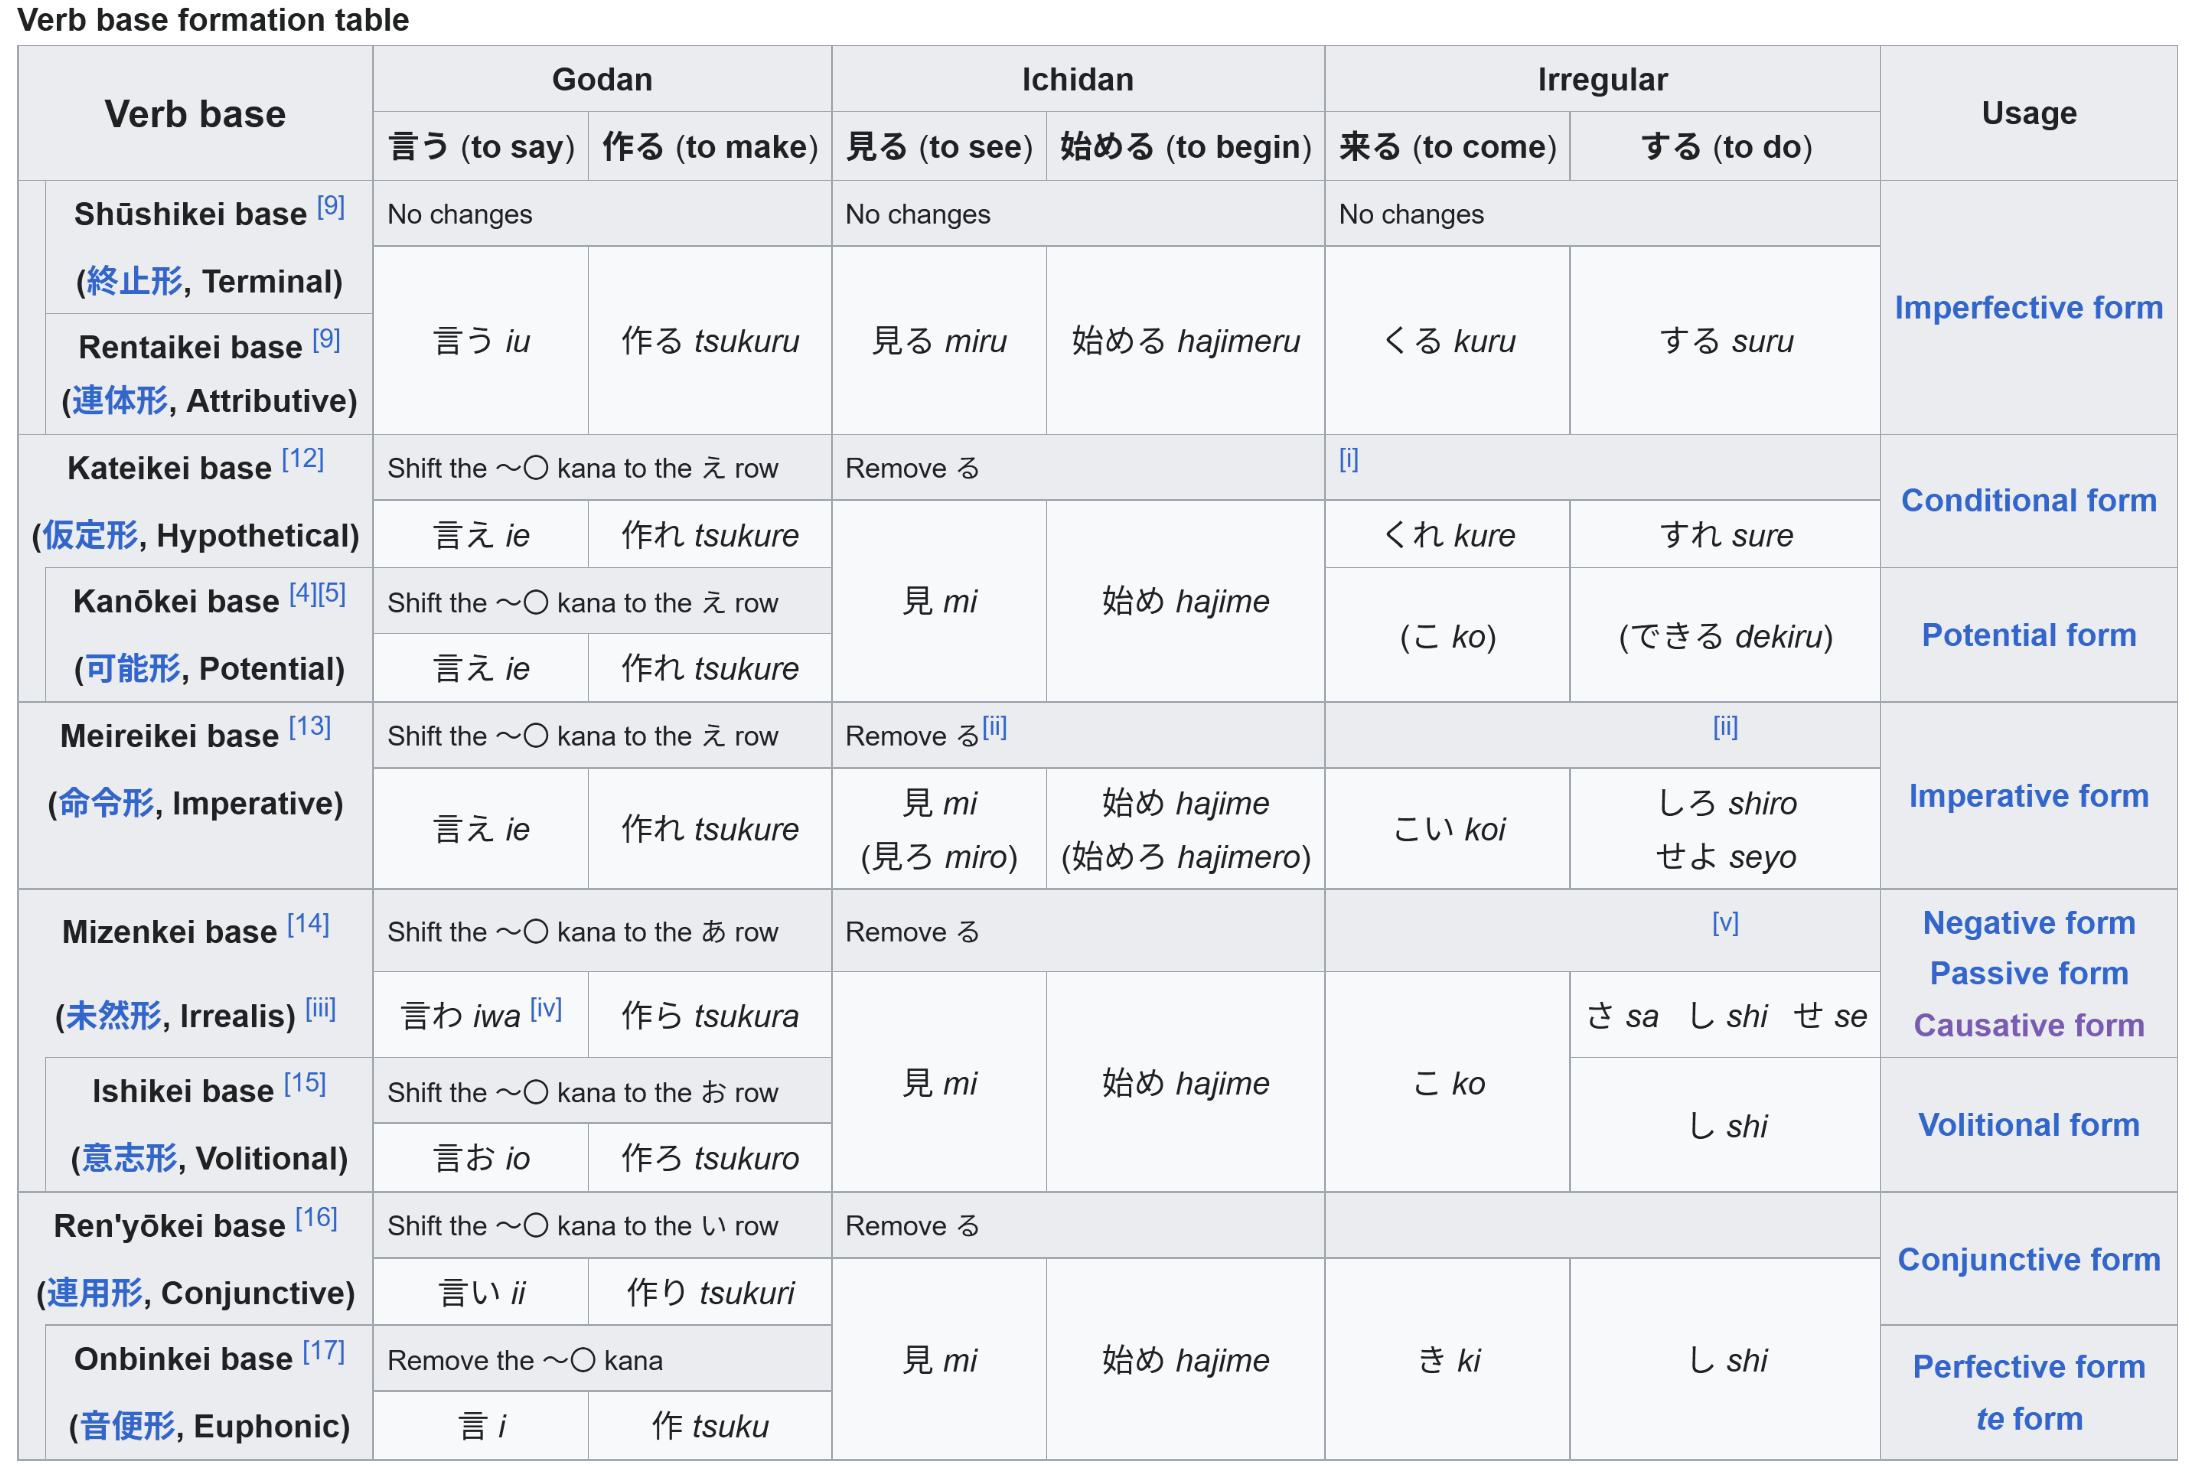 Verb base formation table
Verb base
Godan
Ichidan
Irregular
Usage
言う (to say)
作る (to make)
見る (to see)
始める (to begin)
来る (to come)
する (to do)
Shūshikei base [9]
(終止形, Terminal)
No changes
No changes
No changes
Imperfective form
言う iu
作る tsukuru
見る miru
始める hajimeru
くる kuru
する suru
Rentaikei base [9]
(連体形, Attributive)
Kateikei base [12]
(仮定形, Hypothetical)
Shift the 〜〇 kana to the え row
Remove る
[i]
Conditional form
言え ie
作れ tsukure
見 mi
始め hajime
くれ kure
すれ sure
Kanōkei base [4][5]
(可能形, Potential)
Shift the 〜〇 kana to the え row
(こ ko)
(できる dekiru)
Potential form
言え ie
作れ tsukure
Meireikei base [13]
(命令形, Imperative)
Shift the 〜〇 kana to the え row
Remove る[ii]
[ii]
Imperative form
言え ie
作れ tsukure
見 mi
(見ろ miro)
始め hajime
(始めろ hajimero)
こい koi
しろ shiro
せよ seyo
Mizenkei base [14]
(未然形, Irrealis) [iii]
Shift the 〜〇 kana to the あ row
Remove る
[v]
Negative form
Passive form
Causative form
言わ iwa [iv]
作ら tsukura
見 mi
始め hajime
こ ko
さ sa し shi せ se
Ishikei base [15]
(意志形, Volitional)
Shift the 〜〇 kana to the お row
し shi
Volitional form
言お io
作ろ tsukuro
Ren'yōkei base [16]
(連用形, Conjunctive)
Shift the 〜〇 kana to the い row
Remove る
Conjunctive form
言い ii
作り tsukuri
見 mi
始め hajime
き ki
し shi
Onbinkei base [17]
(音便形, Euphonic)
Remove the 〜〇 kana
Perfective form
te form
言 i
作 tsuku